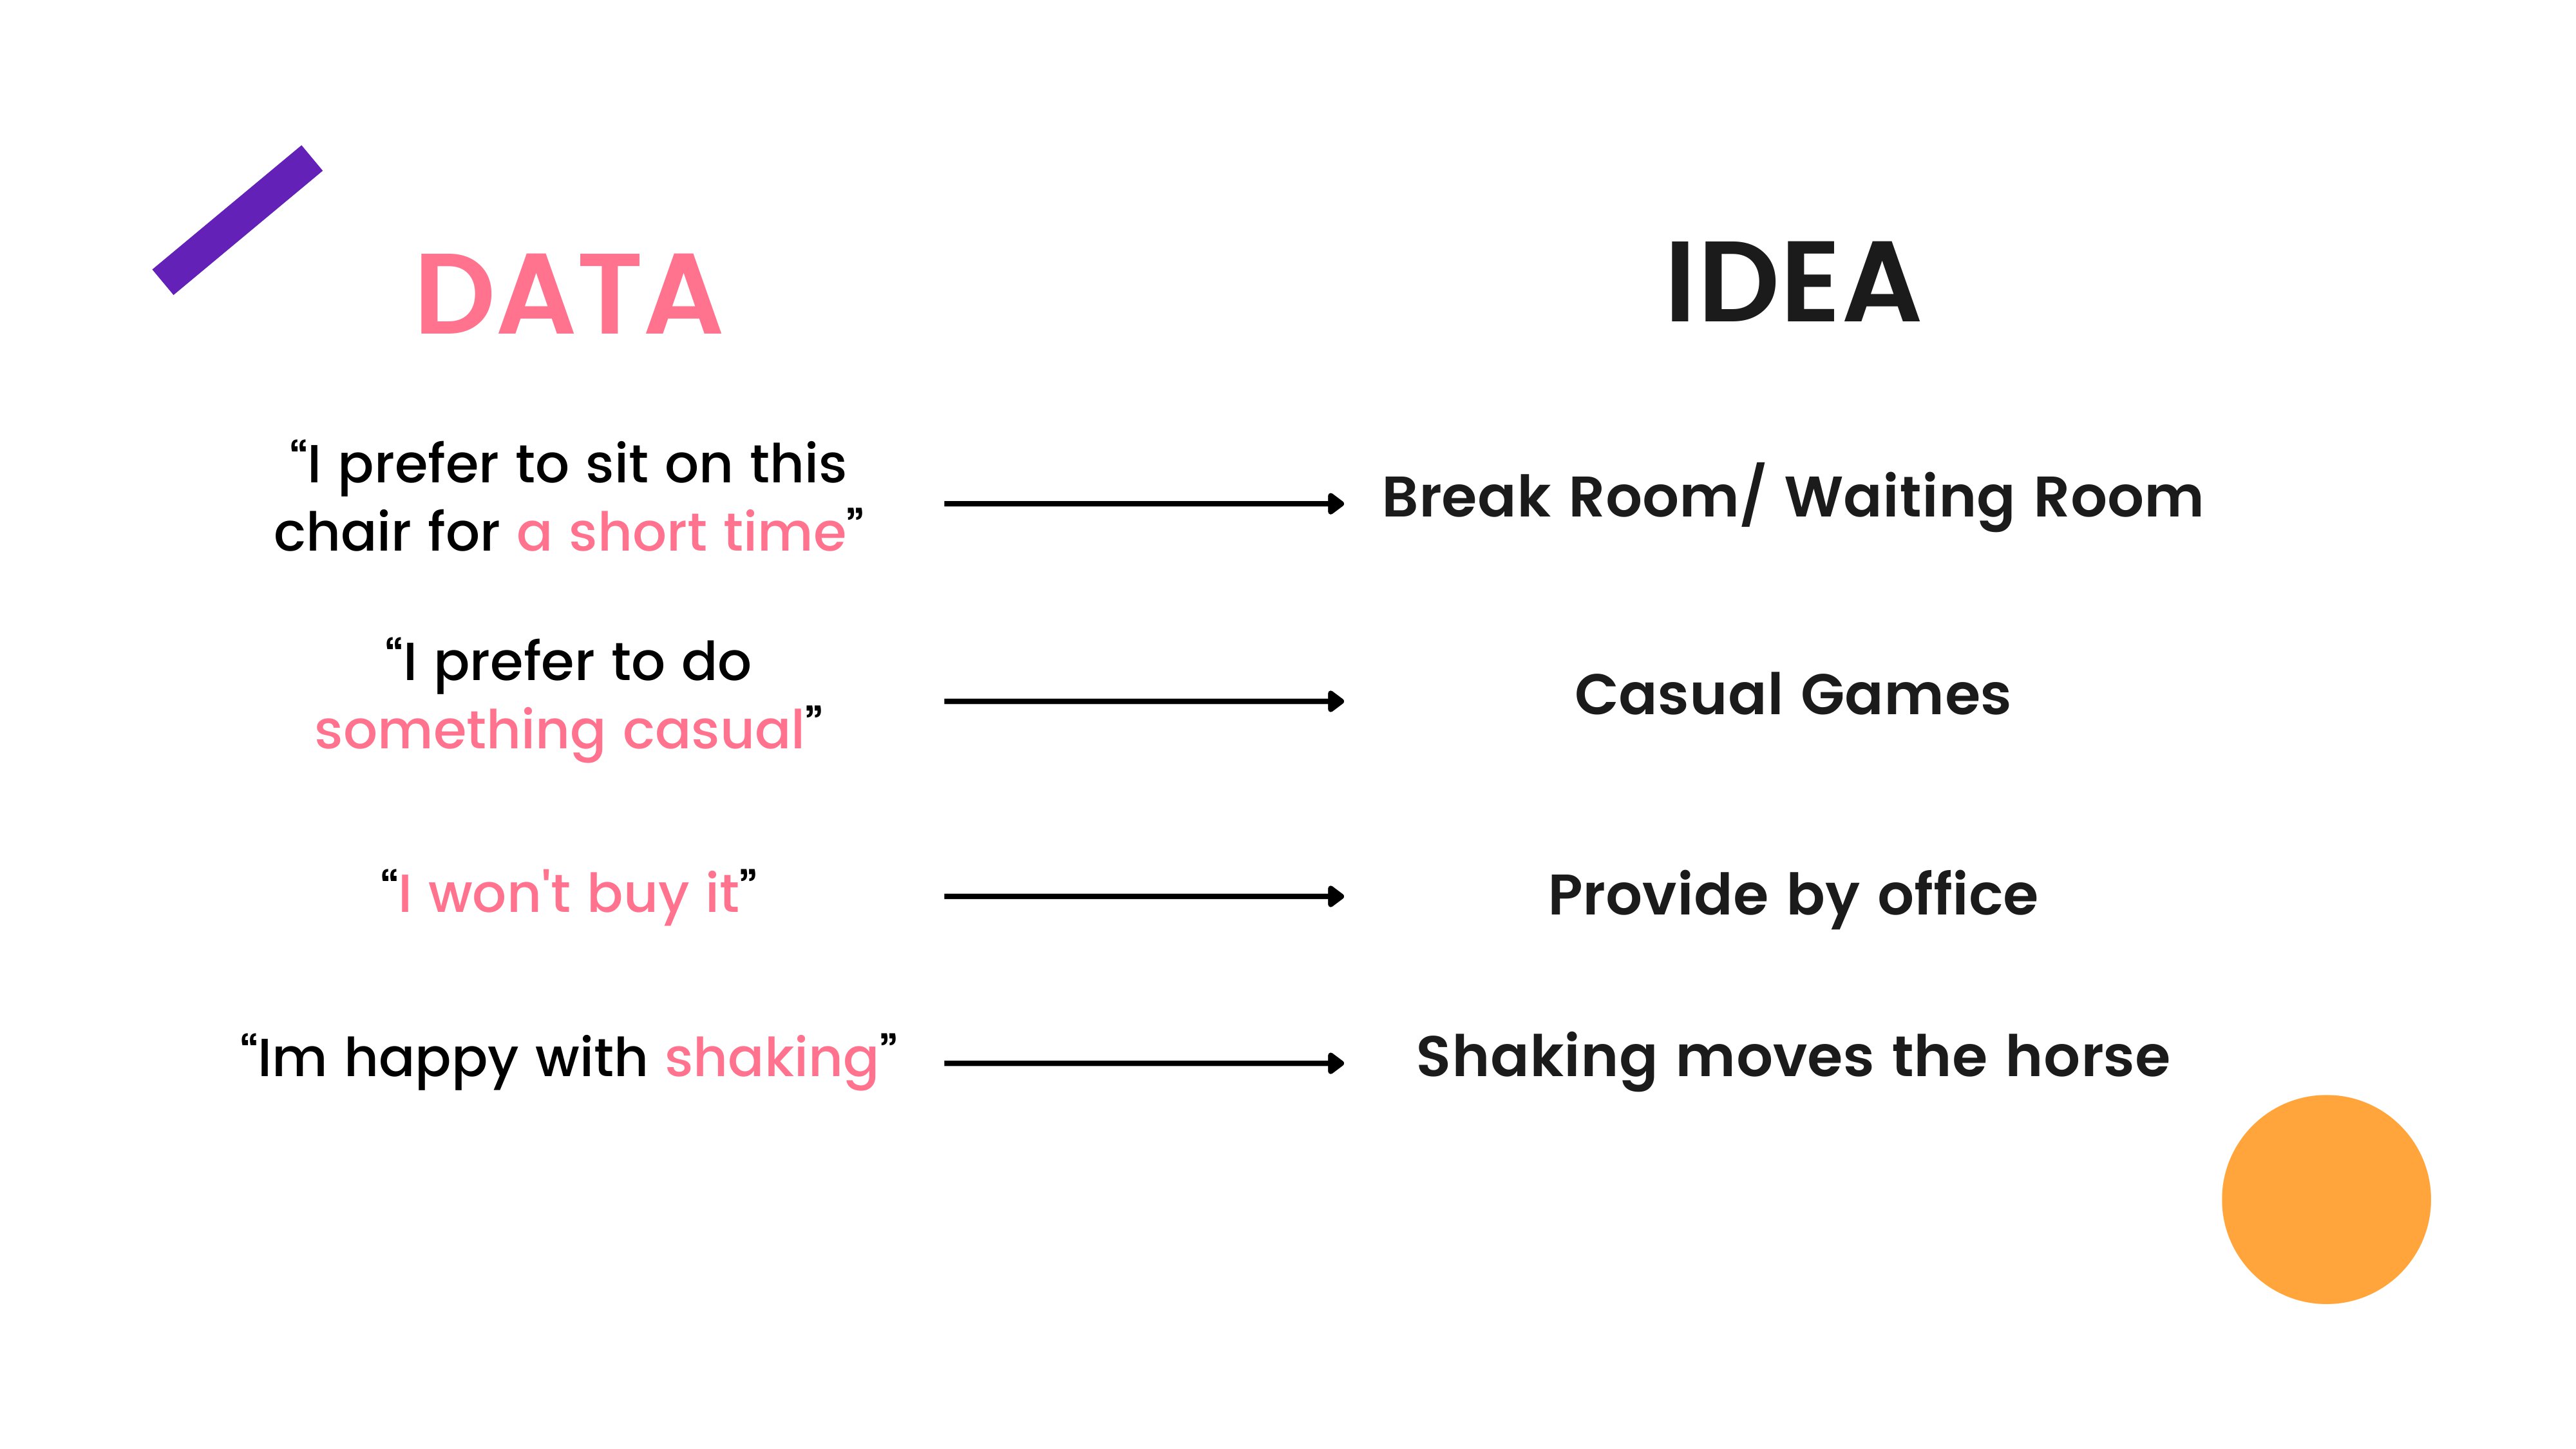 DATA
IDEA
“I prefer to sit on this
chair for a short time”
Break Room/ Waiting Room
“I prefer to do
something casual”
Casual Games
“I won't buy it”
Provide by office
“Im happy with shaking”
Shaking moves the horse